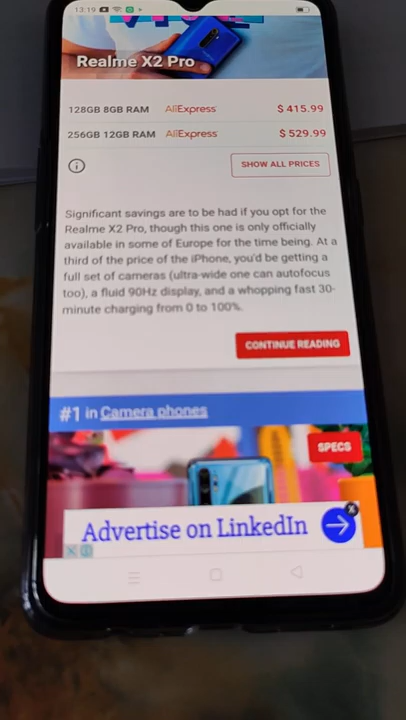 13:19
Realme X2 Pro
128GB 8GB RAM AliExpress $ 415.99
256GB 12GB RAM AliExpress $ 529.99
SHOW ALL PRICES
Significant savings are to be had if you opt for the
Realme X2 Pro, though this one is only officially
available in some of Europe for the time being. At a
third of the price of the iPhone, you'd be getting a
full set of cameras (ultra-wide one can autofocus
too), a fluid 90Hz display, and a whopping fast 30-
minute charging from 0 to 100%.
CONTINUE READING
#1 in Camera phones
SPECS
Advertise on LinkedIn
X